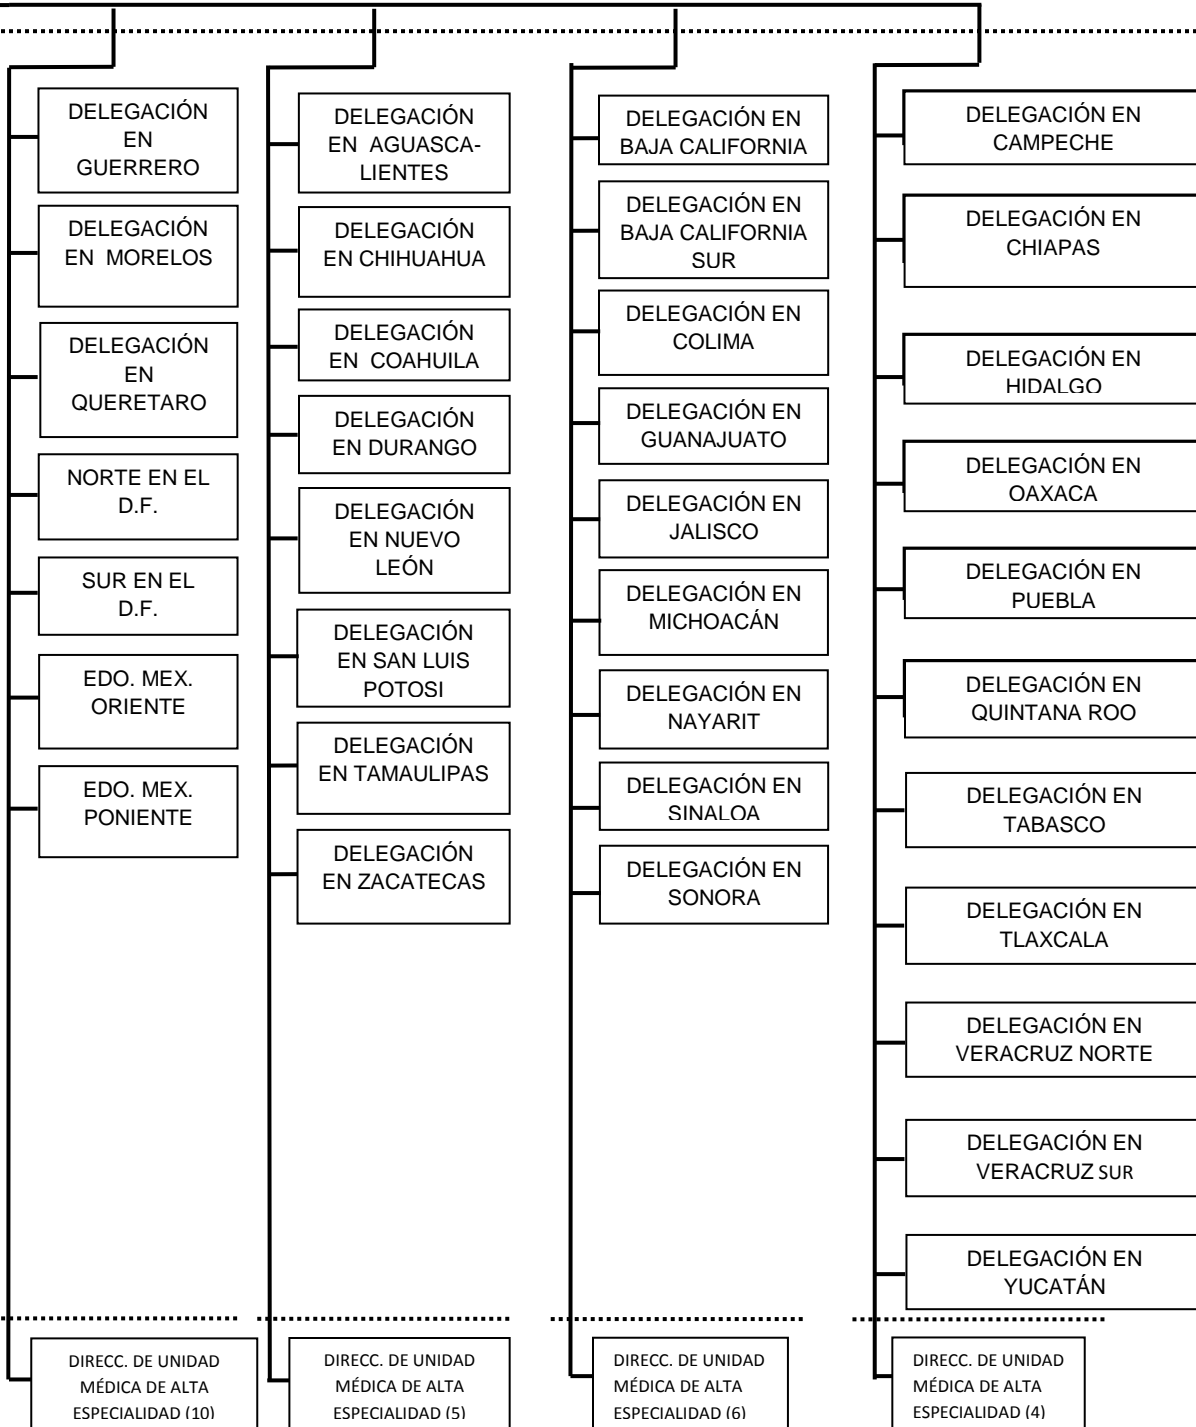 DELEGACIÓN
EN
GUERRERO
DELEGACIÓN
EN MORELOS
DELEGACIÓN
EN
QUERETARO
NORTE EN EL
D.F.
SUR EN EL
D.F.
EDO. MEX.
ORIENTE
EDO. MEX.
PONIENTE
DIRECC. DE UNIDAD
MÉDICA DE ALTA
ESPECIALIDAD (10)
DELEGACIÓN
EN AGUASCA-
LIENTES
DELEGACIÓN
EN CHIHUAHUA
DELEGACIÓN
EN COAHUILA
DELEGACIÓN
EN DURANGO
DELEGACIÓN
EN NUEVO
LEÓN
DELEGACIÓN
EN SAN LUIS
POTOSI
DELEGACIÓN
EN TAMAULIPAS
DELEGACIÓN
EN ZACATECAS
DIRECC. DE UNIDAD
MÉDICA DE ALTA
ESPECIALIDAD (5)
DELEGACIÓN EN
BAJA CALIFORNIA
DELEGACIÓN EN
BAJA CALIFORNIA
SUR
DELEGACIÓN EN
COLIMA
DELEGACIÓN EN
GUANAJUATO
DELEGACIÓN EN
JALISCO
DELEGACIÓN EN
MICHOACÁN
DELEGACIÓN EN
NAYARIT
DELEGACIÓN EN
SINALOA
DELEGACIÓN EN
SONORA
DIRECC. DE UNIDAD
MÉDICA DE ALTA
ESPECIALIDAD (6)
DELEGACIÓN EN
CAMPECHE
DELEGACIÓN EN
CHIAPAS
DELEGACIÓN EN
HIDALGO
DELEGACIÓN EN
OAXACA
DELEGACIÓN EN
PUEBLA
DELEGACIÓN EN
QUINTANA ROO
DELEGACIÓN EN
TABASCO
DELEGACIÓN EN
TLAXCALA
DELEGACIÓN EN
VERACRUZ NORTE
DELEGACIÓN EN
VERACRUZ SUR
DELEGACIÓN EN
YUCATÁN
DIRECC. DE UNIDAD
MÉDICA DE ALTA
ESPECIALIDAD (4)